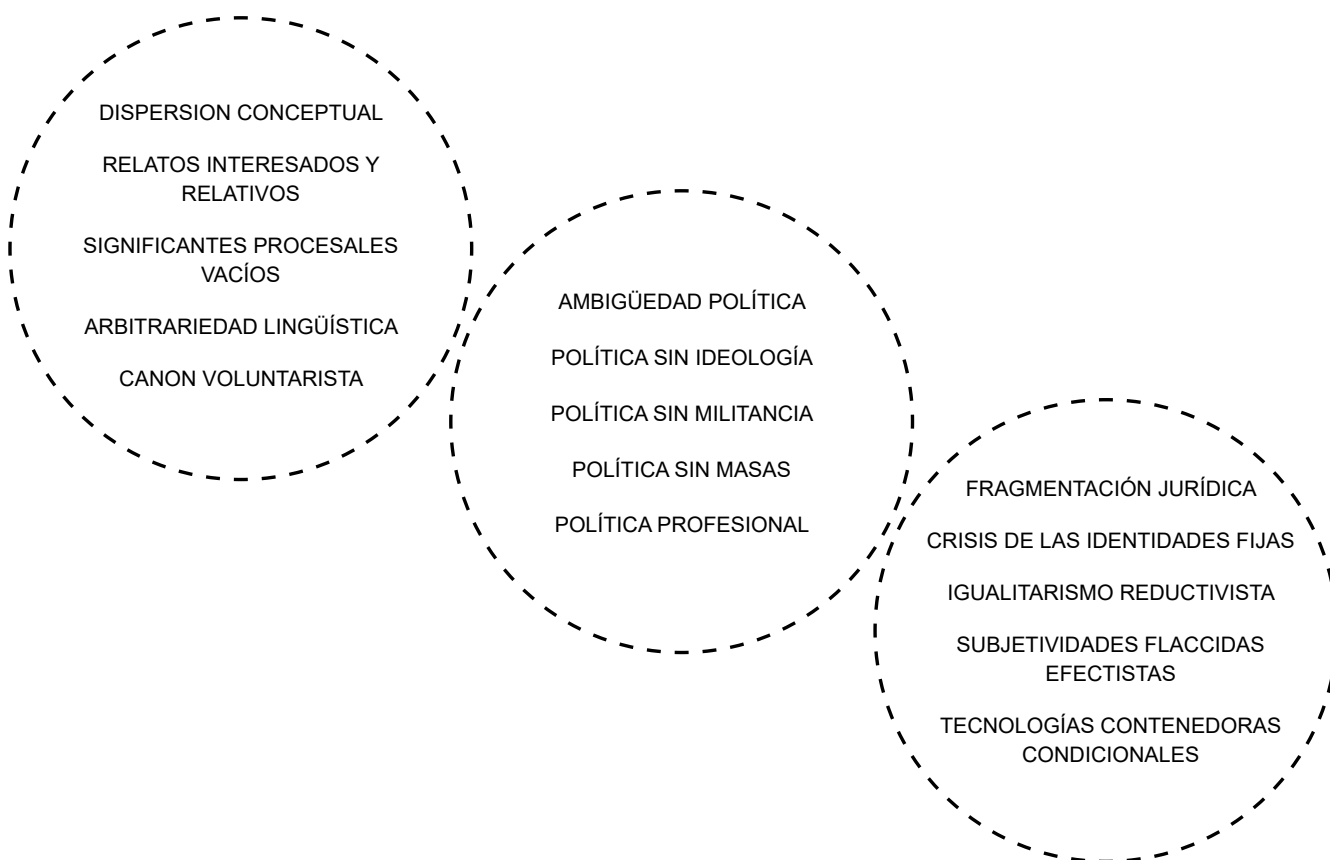 DISPERSION CONCEPTUAL
RELATOS INTERESADOS Y
RELATIVOS
SIGNIFICANTES PROCESALES
VACÍOS
ARBITRARIEDAD LINGÜÍSTICA
CANON VOLUNTARISTA
AMBIGÜEDAD POLÍTICA
POLÍTICA SIN IDEOLOGÍA
POLÍTICA SIN MILITANCIA
POLÍTICA SIN MASAS
POLÍTICA PROFESIONAL
FRAGMENTACIÓN JURÍDICA
CRISIS DE LAS IDENTIDADES FIJAS
IGUALITARISMO REDUCTIVISTA
SUBJETIVIDADES FLACCIDAS
EFECTISTAS
TECNOLOGÍAS CONTENEDORAS
CONDICIONALES